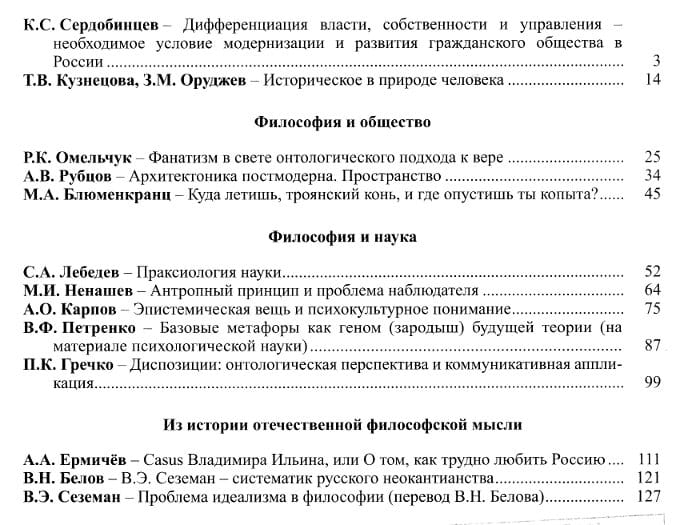 К.С. Сердобинцев – Дифференциация власти, собственности и управления –
необходимое условие модернизации и развития гражданского общества в
России ........ 3
Т.В. Кузнецова, З.М. Оруджев – Историческое в природе человека ........ 14
Философия и общество
Р.К. Омельчук – Фанатизм в свете онтологического подхода к вере ........ 25
А.В. Рубцов – Архитектоника постмодерна. Пространство ........ 34
М.А. Блюменкранц – Куда летишь, троянский конь, и где опустишь ты копыта?...... 45
Философия и наука
С.А. Лебедев – Праксиология науки........ 52
М.И. Ненашев – Антропный принцип и проблема наблюдателя ........ 64
А.О. Карпов – Эпистемическая вещь и психокультурное понимание........ 75
В.Ф. Петренко – Базовые метафоры как геном (зародыш) будущей теории (на
материале психологической науки)........ 87
П.К. Гречко – Диспозиции: онтологическая перспектива и коммуникативная аппли-
кация........ 99
Из истории отечественной философской мысли
А.А. Ермичёв – Casus Владимира Ильина, или О том, как трудно любить Россию .... 111
В.Н. Белов – В.Э. Сеземан – систематик русского неокантианства........ 121
В.Э. Сеземан – Проблема идеализма в философии (перевод В.Н. Белова)........ 127